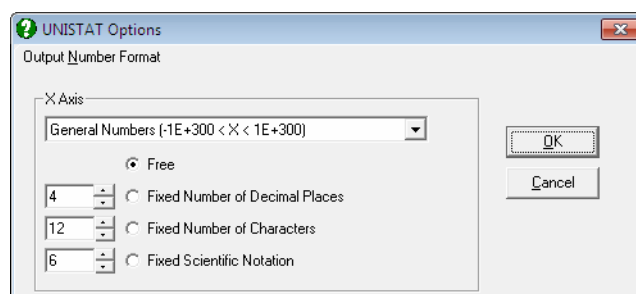 UNISTAT Options
Output Number Format
X Axis
General Numbers (-1E+300 < X < 1E+300)
Free
4 Fixed Number of Decimal Places
12 Fixed Number of Characters
6 Fixed Scientific Notation
OK
Cancel